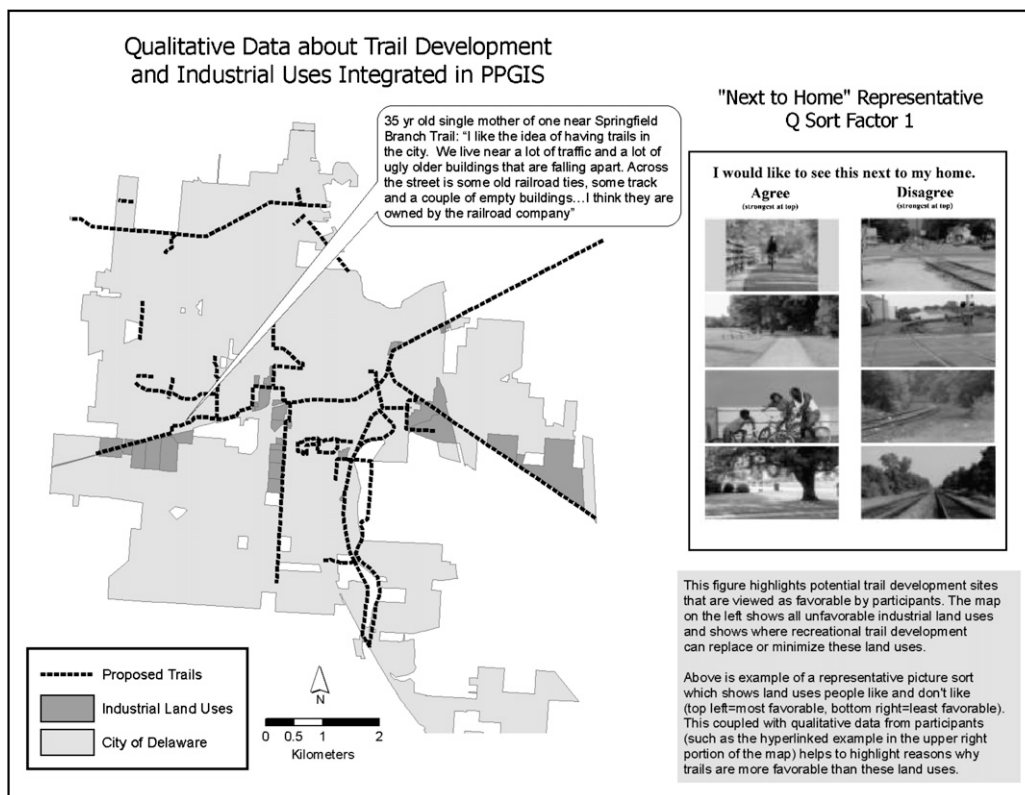 Qualitative Data about Trail Development
and Industrial Uses Integrated in PPGIS
35 yr old single mother of one near Springfield
Branch Trail: “I like the idea of having trails in
the city.  We live near a lot of traffic and a lot of
ugly older buildings that are falling apart. Across
the street is some old railroad ties, some track
and a couple of empty buildings…I think they are
owned by the railroad company”
"Next to Home" Representative
Q Sort Factor 1
I would like to see this next to my home.
Agree
(strongest at top)
Disagree
(strongest at top)
This figure highlights potential trail development sites
that are viewed as favorable by participants. The map
on the left shows all unfavorable industrial land uses
and shows where recreational trail development
can replace or minimize these land uses.
Above is example of a representative picture sort
which shows land uses people like and don't like
(top left=most favorable, bottom right=least favorable).
This coupled with qualitative data from participants
(such as the hyperlinked example in the upper right
portion of the map) helps to highlight reasons why
trails are more favorable than these land uses.
Proposed Trails
Industrial Land Uses
City of Delaware
N
0 0.5 1 2
Kilometers